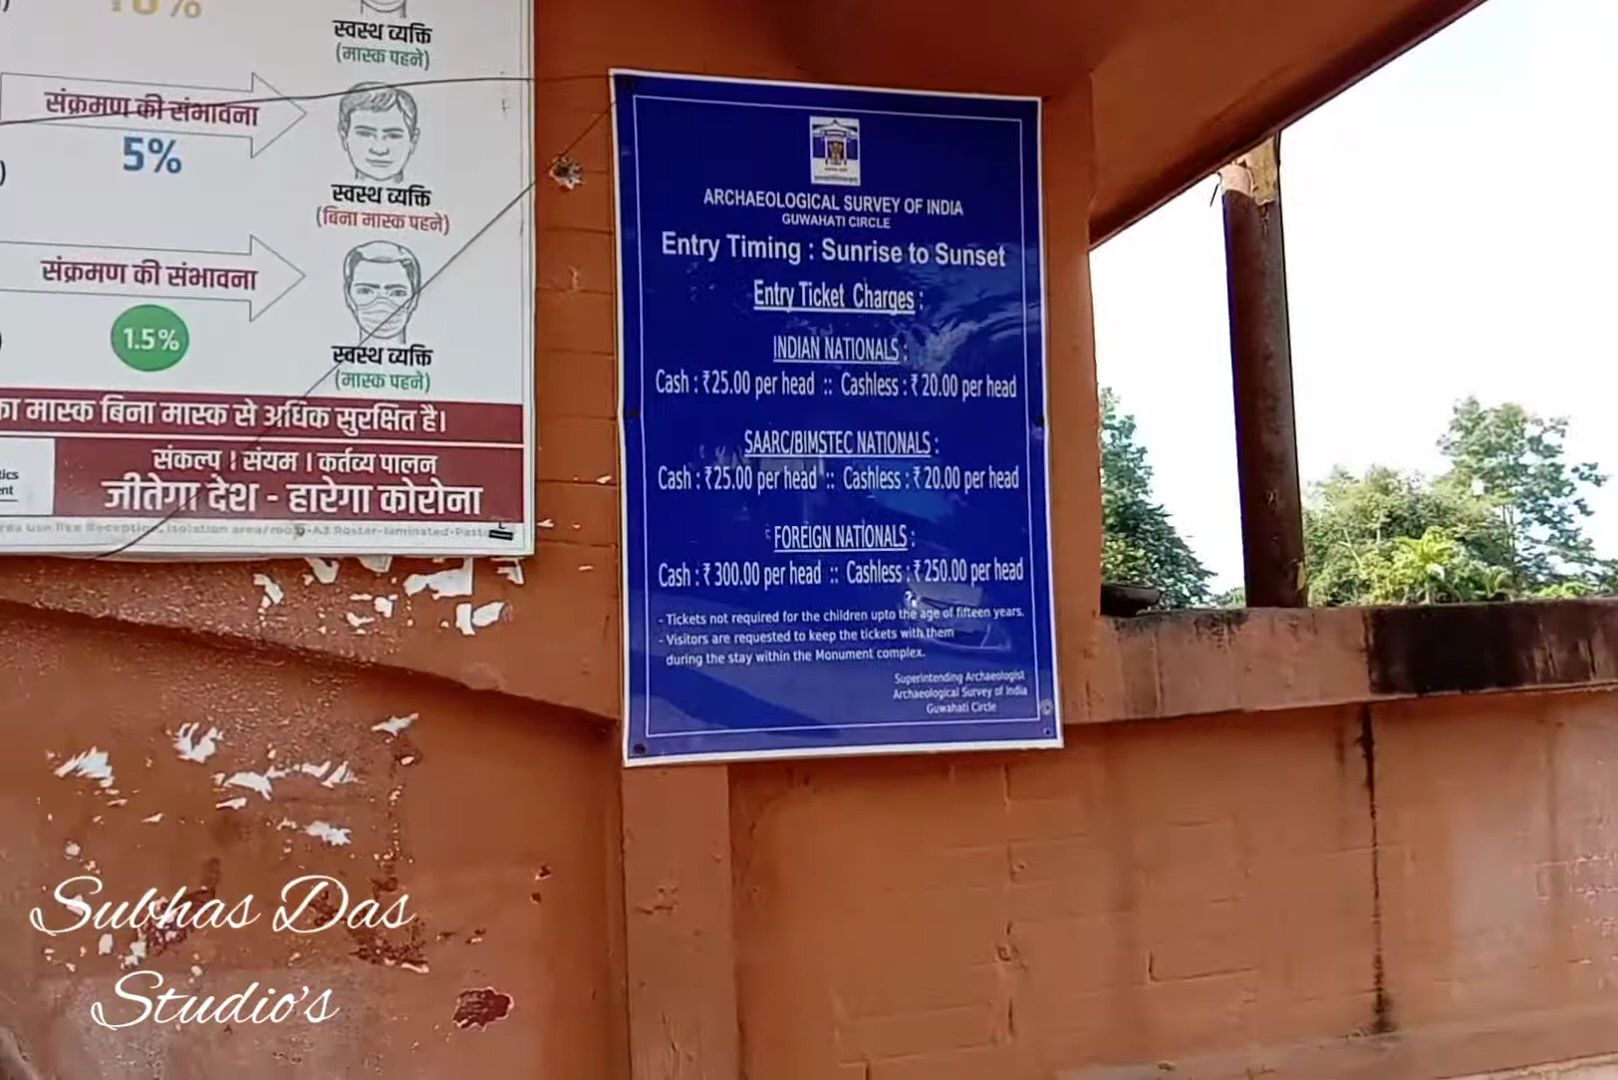 10%
स्वस्थ व्यक्ति
(मास्क पहने)
संक्रमण की संभावना
5%
स्वस्थ व्यक्ति
(बिना मास्क पहने)
संक्रमण की संभावना
1.5%
स्वस्थ व्यक्ति
(मास्क पहने)
का मास्क बिना मास्क से अधिक सुरक्षित है।
संकल्प । संयम । कर्तव्य पालन
जीतेगा देश - हारेगा कोरोना
ARCHAEOLOGICAL SURVEY OF INDIA
GUWAHATI CIRCLE
Entry Timing : Sunrise to Sunset
Entry Ticket Charges :
INDIAN NATIONALS :
Cash : ₹25.00 per head :: Cashless : ₹ 20.00 per head
SAARC/BIMSTEC NATIONALS :
Cash : ₹25.00 per head :: Cashless : ₹ 20.00 per head
FOREIGN NATIONALS :
Cash : ₹ 300.00 per head :: Cashless : ₹ 250.00 per head
- Tickets not required for the children upto the age of fifteen years.
- Visitors are requested to keep the tickets with them
during the stay within the Monument complex.
Superintending Archaeologist
Archaeological Survey of India
Guwahati Circle
Subhas Das
Studio's